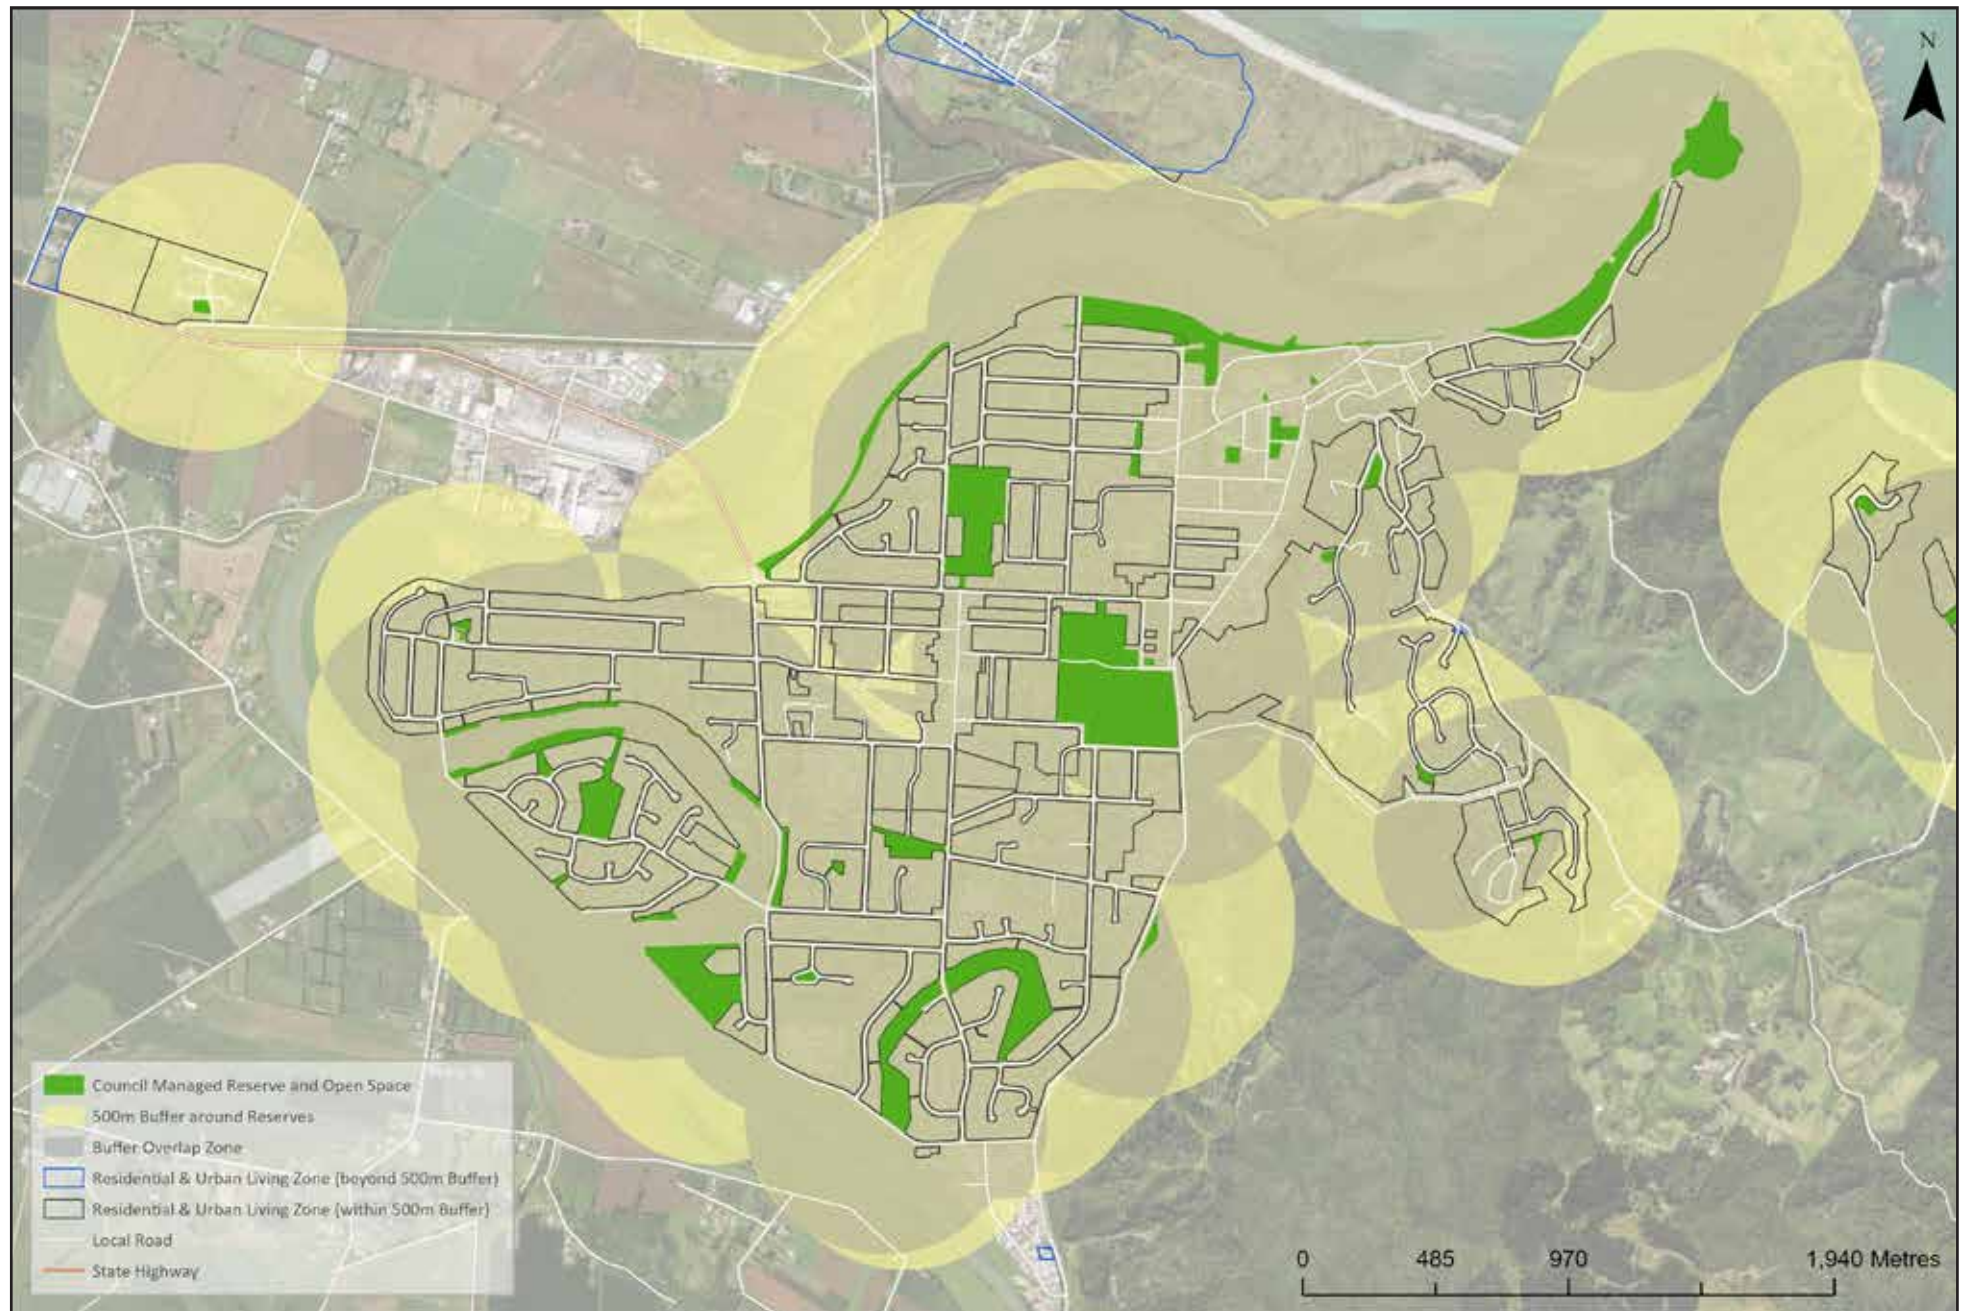 N
Council Managed Reserve and Open Space
500m Buffer around Reserves
Buffer Overlap Zone
Residential & Urban Living Zone (beyond 500m Buffer)
Residential & Urban Living Zone (within 500m Buffer)
Local Road
State Highway
0 485 970 1,940 Metres